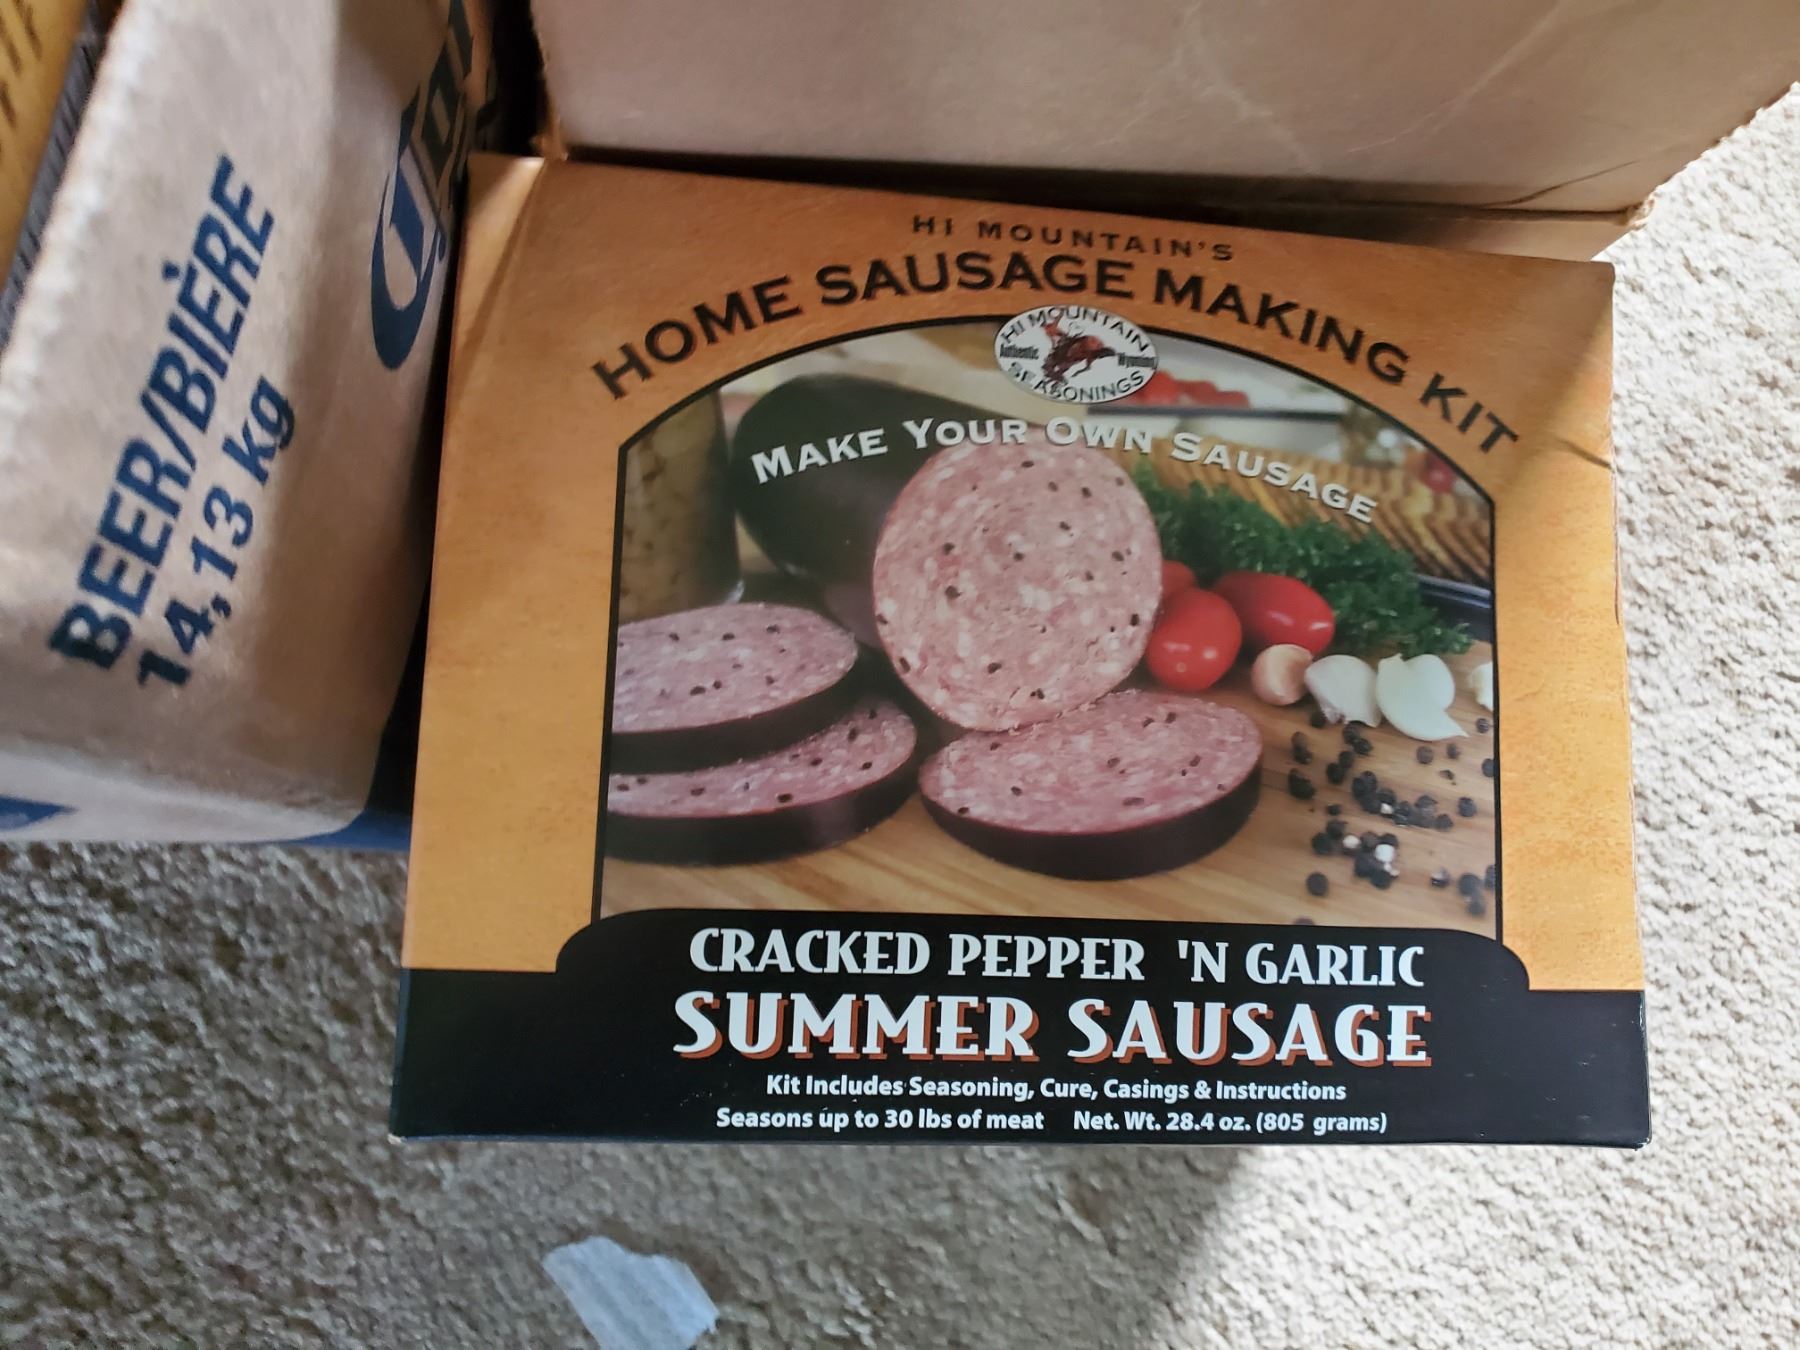 BEER/BIÈRE
14,13 kg
HI MOUNTAIN'S
HOME SAUSAGE MAKING KIT
HI MOUNTAIN
Authentic Wyoming
SEASONINGS
MAKE YOUR OWN SAUSAGE
CRACKED PEPPER 'N GARLIC
SUMMER SAUSAGE
Kit Includes Seasoning, Cure, Casings & Instructions
Seasons up to 30 lbs of meat Net. Wt. 28.4 oz. (805 grams)